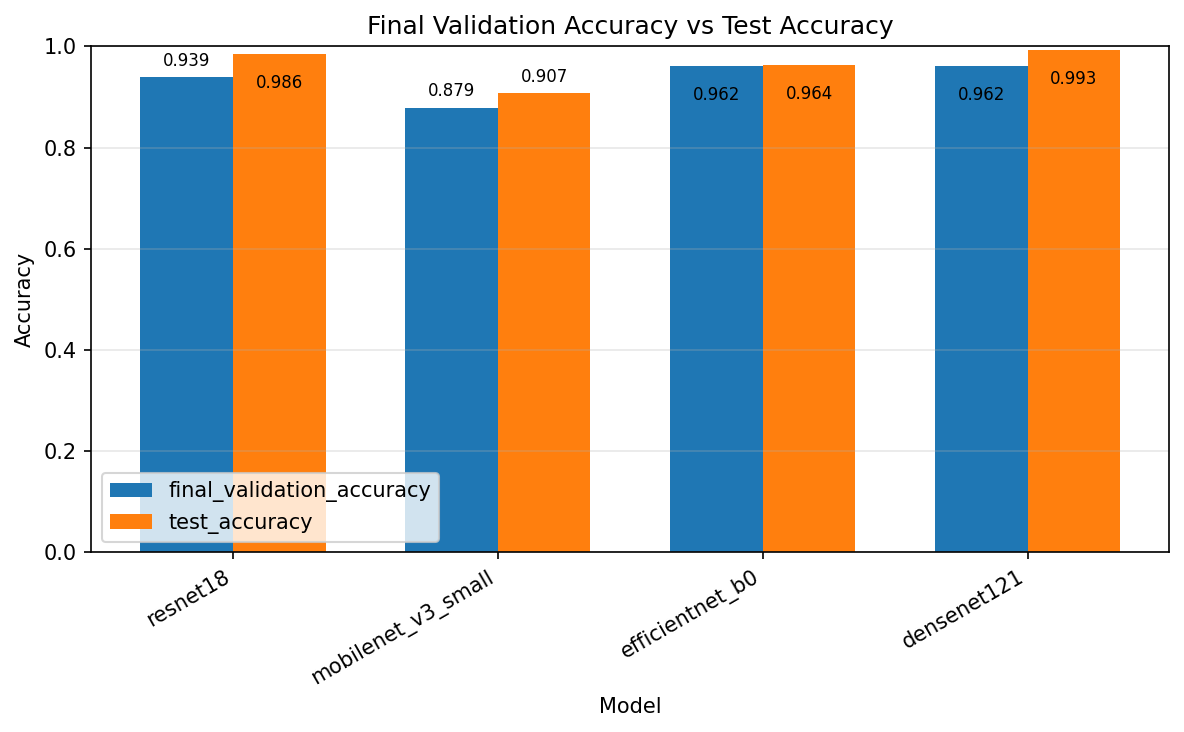 Final Validation Accuracy vs Test Accuracy
1.0
0.8
0.6
0.4
0.2
0.0
Accuracy
0.939
0.986
0.879
0.907
0.962
0.964
0.962
0.993
final_validation_accuracy
test_accuracy
resnet18
mobilenet_v3_small
efficientnet_b0
densenet121
Model